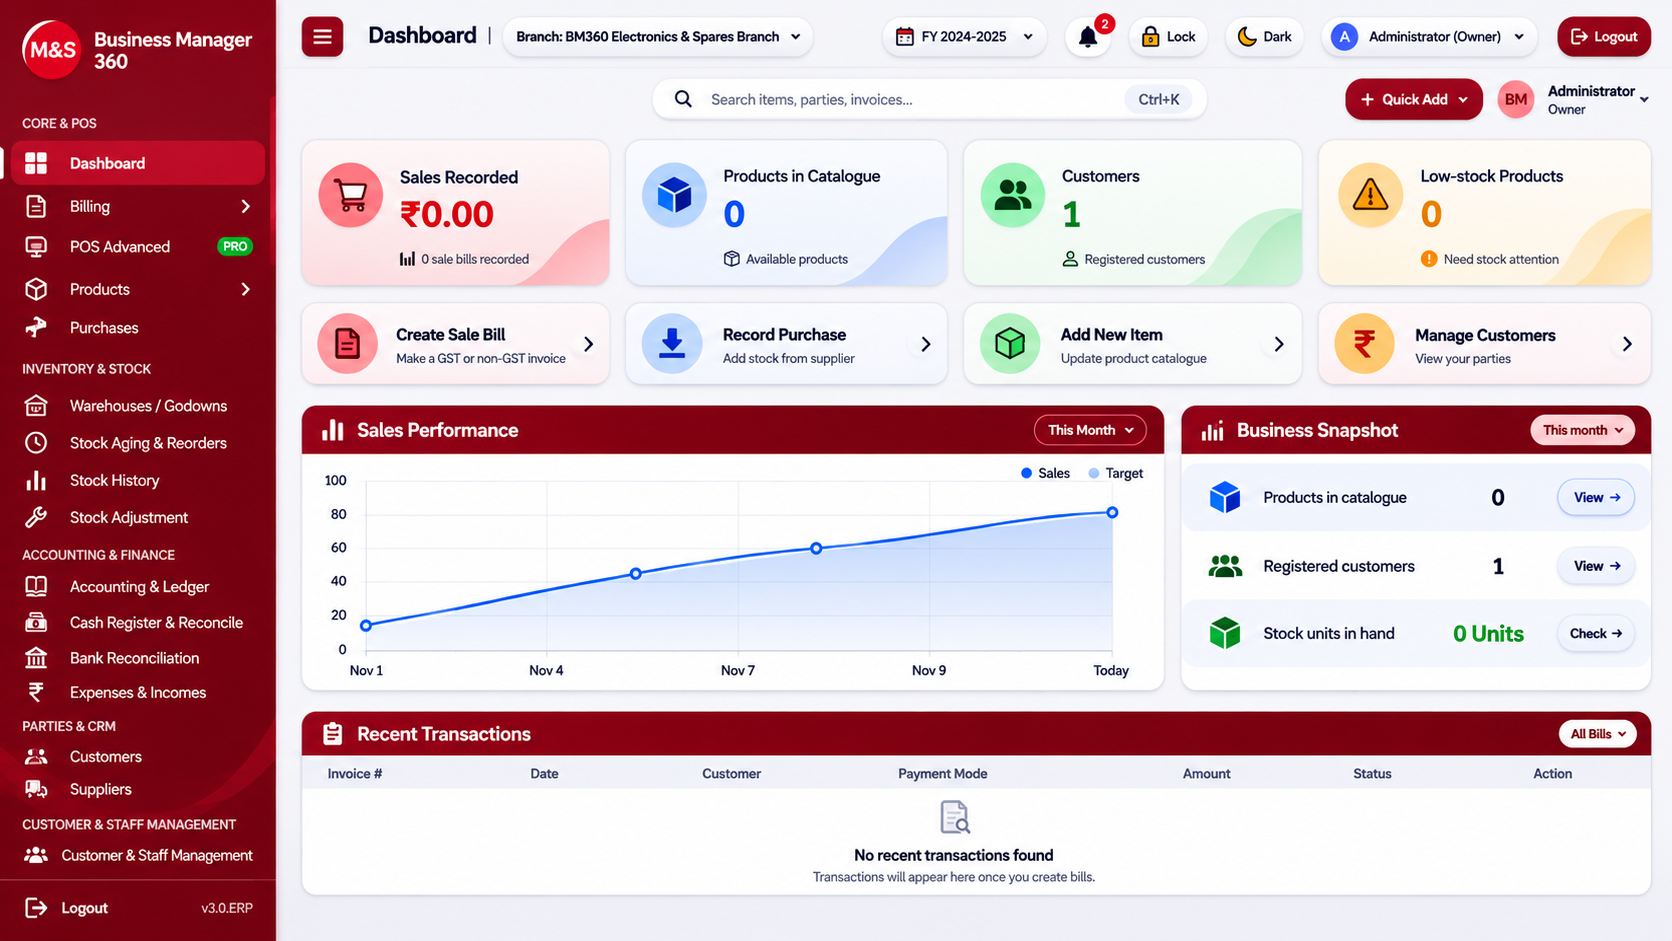 M&S
Business Manager
360
CORE & POS
Dashboard
Billing
POS Advanced PRO
Products
Purchases
INVENTORY & STOCK
Warehouses / Godowns
Stock Aging & Reorders
Stock History
Stock Adjustment
ACCOUNTING & FINANCE
Accounting & Ledger
Cash Register & Reconcile
Bank Reconciliation
Expenses & Incomes
PARTIES & CRM
Customers
Suppliers
CUSTOMER & STAFF MANAGEMENT
Customer & Staff Management
Logout v3.0.ERP
Dashboard | Branch: BM360 Electronics & Spares Branch FY 2024-2025 2 Lock Dark A Administrator (Owner) Logout
Search items, parties, invoices... Ctrl+K + Quick Add BM Administrator
Owner
Sales Recorded
₹0.00
0 sale bills recorded
Products in Catalogue
0
Available products
Customers
1
Registered customers
Low-stock Products
0
Need stock attention
Create Sale Bill
Make a GST or non-GST invoice
Record Purchase
Add stock from supplier
Add New Item
Update product catalogue
₹
Manage Customers
View your parties
Sales Performance This Month
Sales Target
100
80
60
40
20
0
Nov 1 Nov 4 Nov 7 Nov 9 Today
Business Snapshot This month
Products in catalogue 0 View →
Registered customers 1 View →
Stock units in hand 0 Units Check →
Recent Transactions All Bills
Invoice # Date Customer Payment Mode Amount Status Action
No recent transactions found
Transactions will appear here once you create bills.